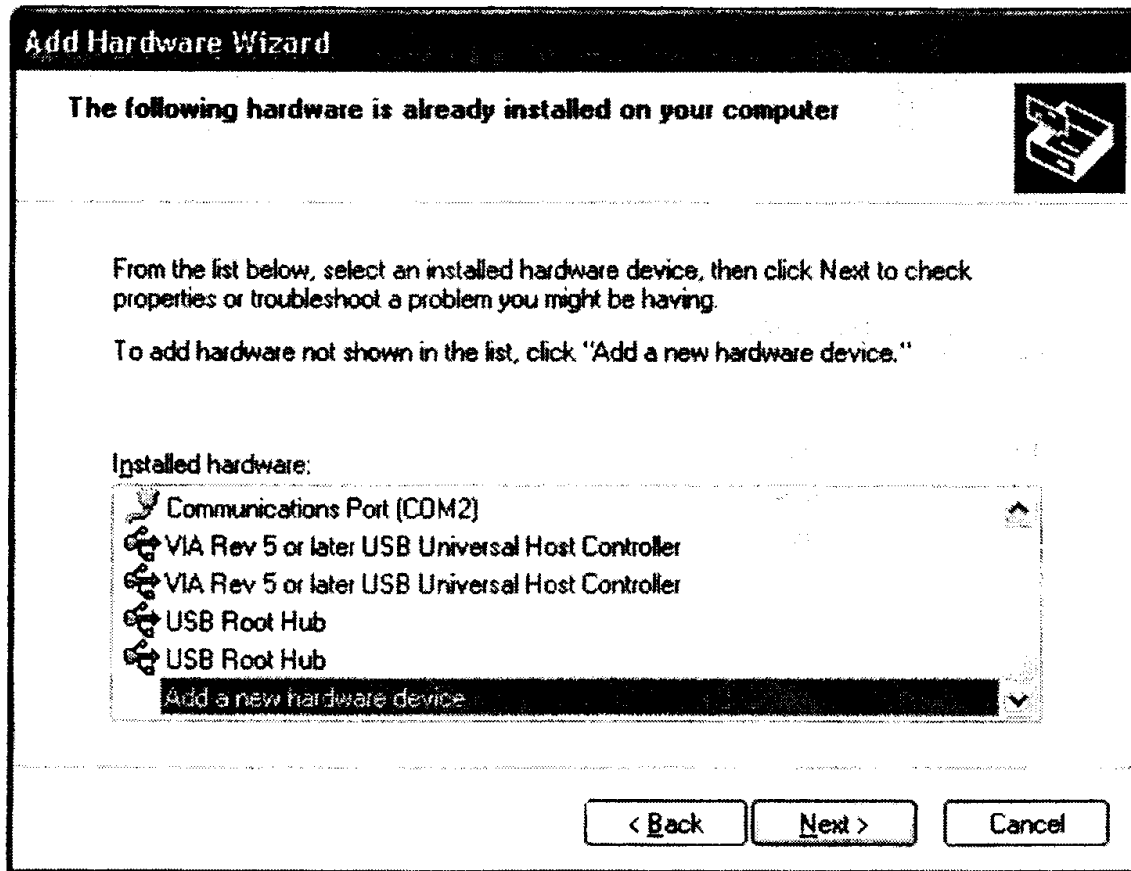 Add Hardware Wizard
The following hardware is already installed on your computer
From the list below, select an installed hardware device, then click Next to check
properties or troubleshoot a problem you might be having.
To add hardware not shown in the list, click "Add a new hardware device."
Installed hardware:
Communications Port (COM2)
VIA Rev 5 or later USB Universal Host Controller
VIA Rev 5 or later USB Universal Host Controller
USB Root Hub
USB Root Hub
Add a new hardware device
< Back Next > Cancel